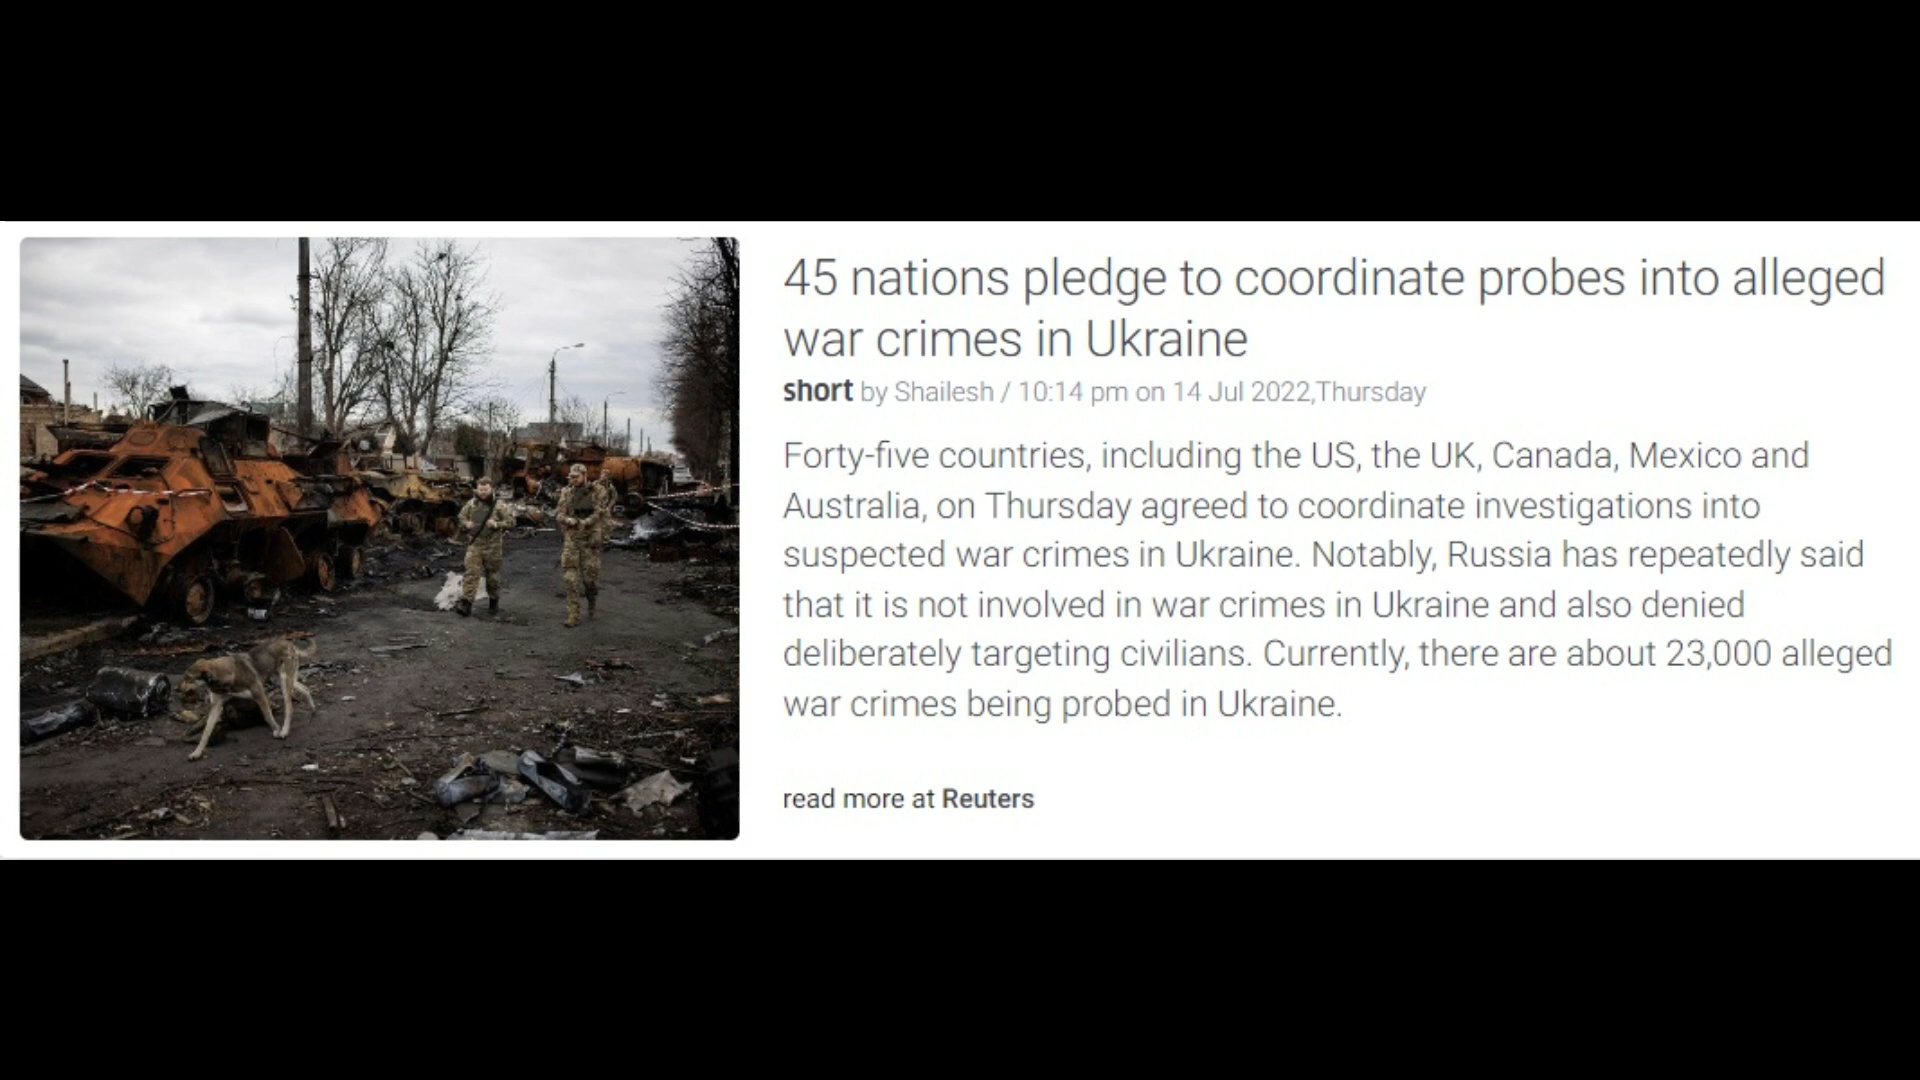 45 nations pledge to coordinate probes into alleged
war crimes in Ukraine
short by Shailesh / 10:14 pm on 14 Jul 2022,Thursday
Forty-five countries, including the US, the UK, Canada, Mexico and
Australia, on Thursday agreed to coordinate investigations into
suspected war crimes in Ukraine. Notably, Russia has repeatedly said
that it is not involved in war crimes in Ukraine and also denied
deliberately targeting civilians. Currently, there are about 23,000 alleged
war crimes being probed in Ukraine.
read more at Reuters